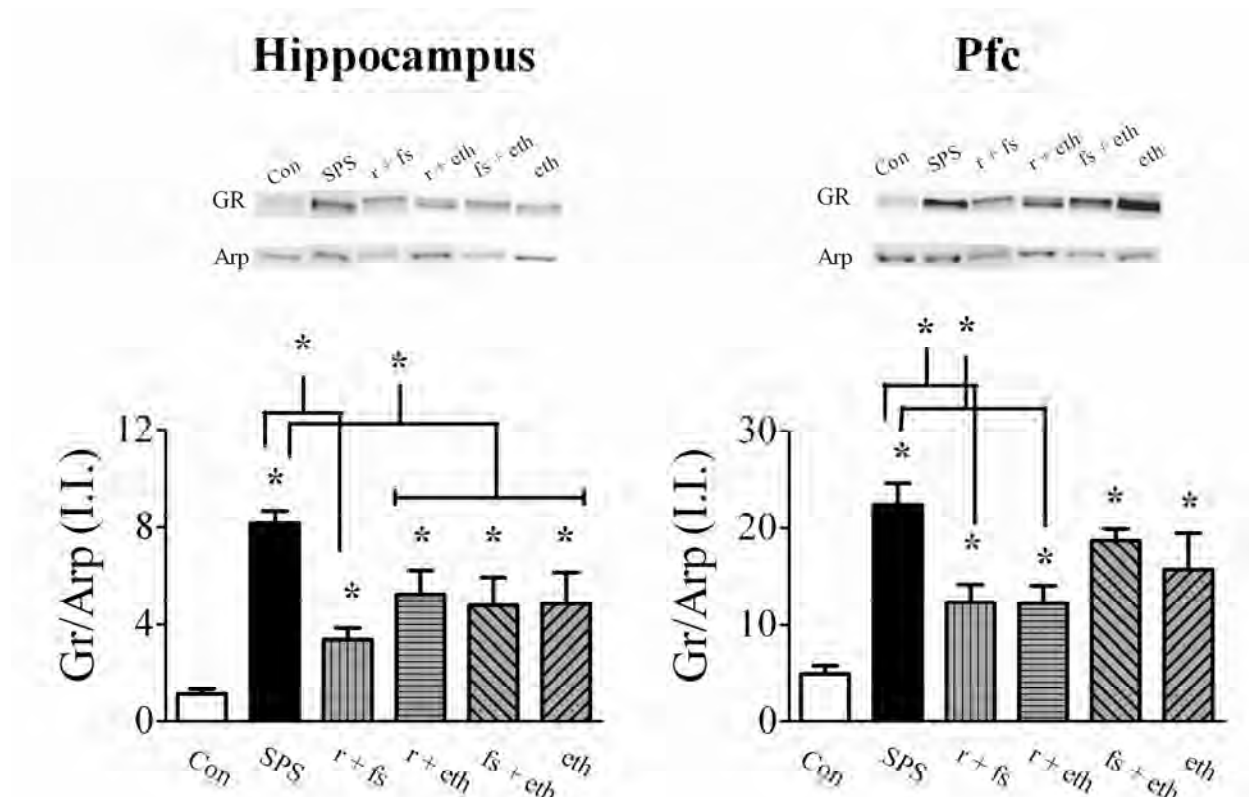 Hippocampus
Con SPS r + fs r + eth fs + eth eth
GR
Arp
*
*
12
8
4
0
Gr/Arp (I.I.)
* * * * *
Con SPS r + fs r + eth fs + eth eth
Pfc
Con SPS r + fs r + eth fs + eth eth
GR
Arp
* *
30
20
10
0
Gr/Arp (I.I.)
* * * * *
Con SPS r + fs r + eth fs + eth eth